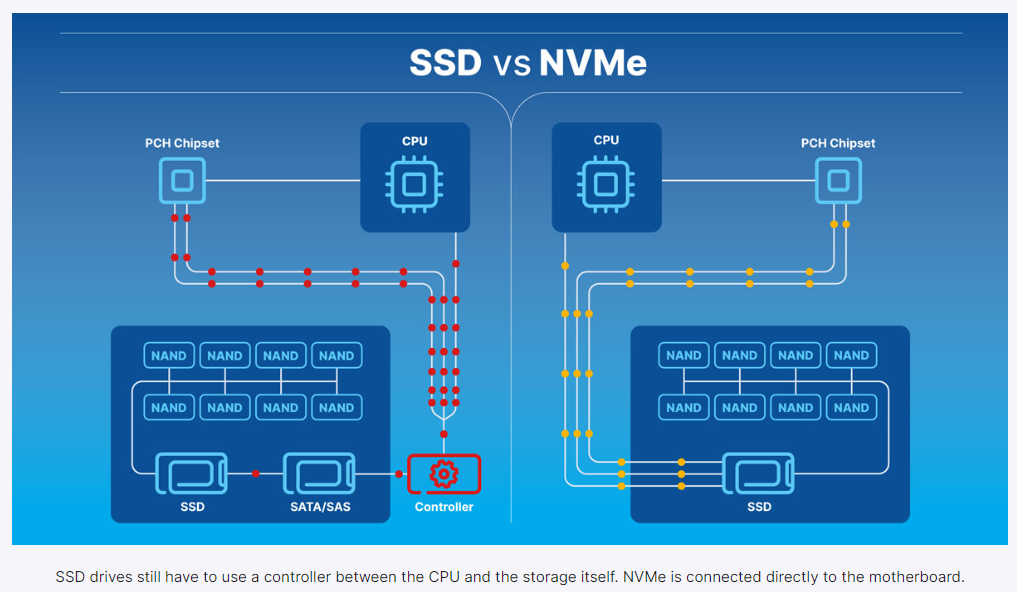 SSD vs NVMe
PCH Chipset
CPU
NAND NAND NAND NAND
NAND NAND NAND NAND
SSD
SATA/SAS
Controller
CPU
PCH Chipset
NAND NAND NAND NAND
NAND NAND NAND NAND
SSD
SSD drives still have to use a controller between the CPU and the storage itself. NVMe is connected directly to the motherboard.